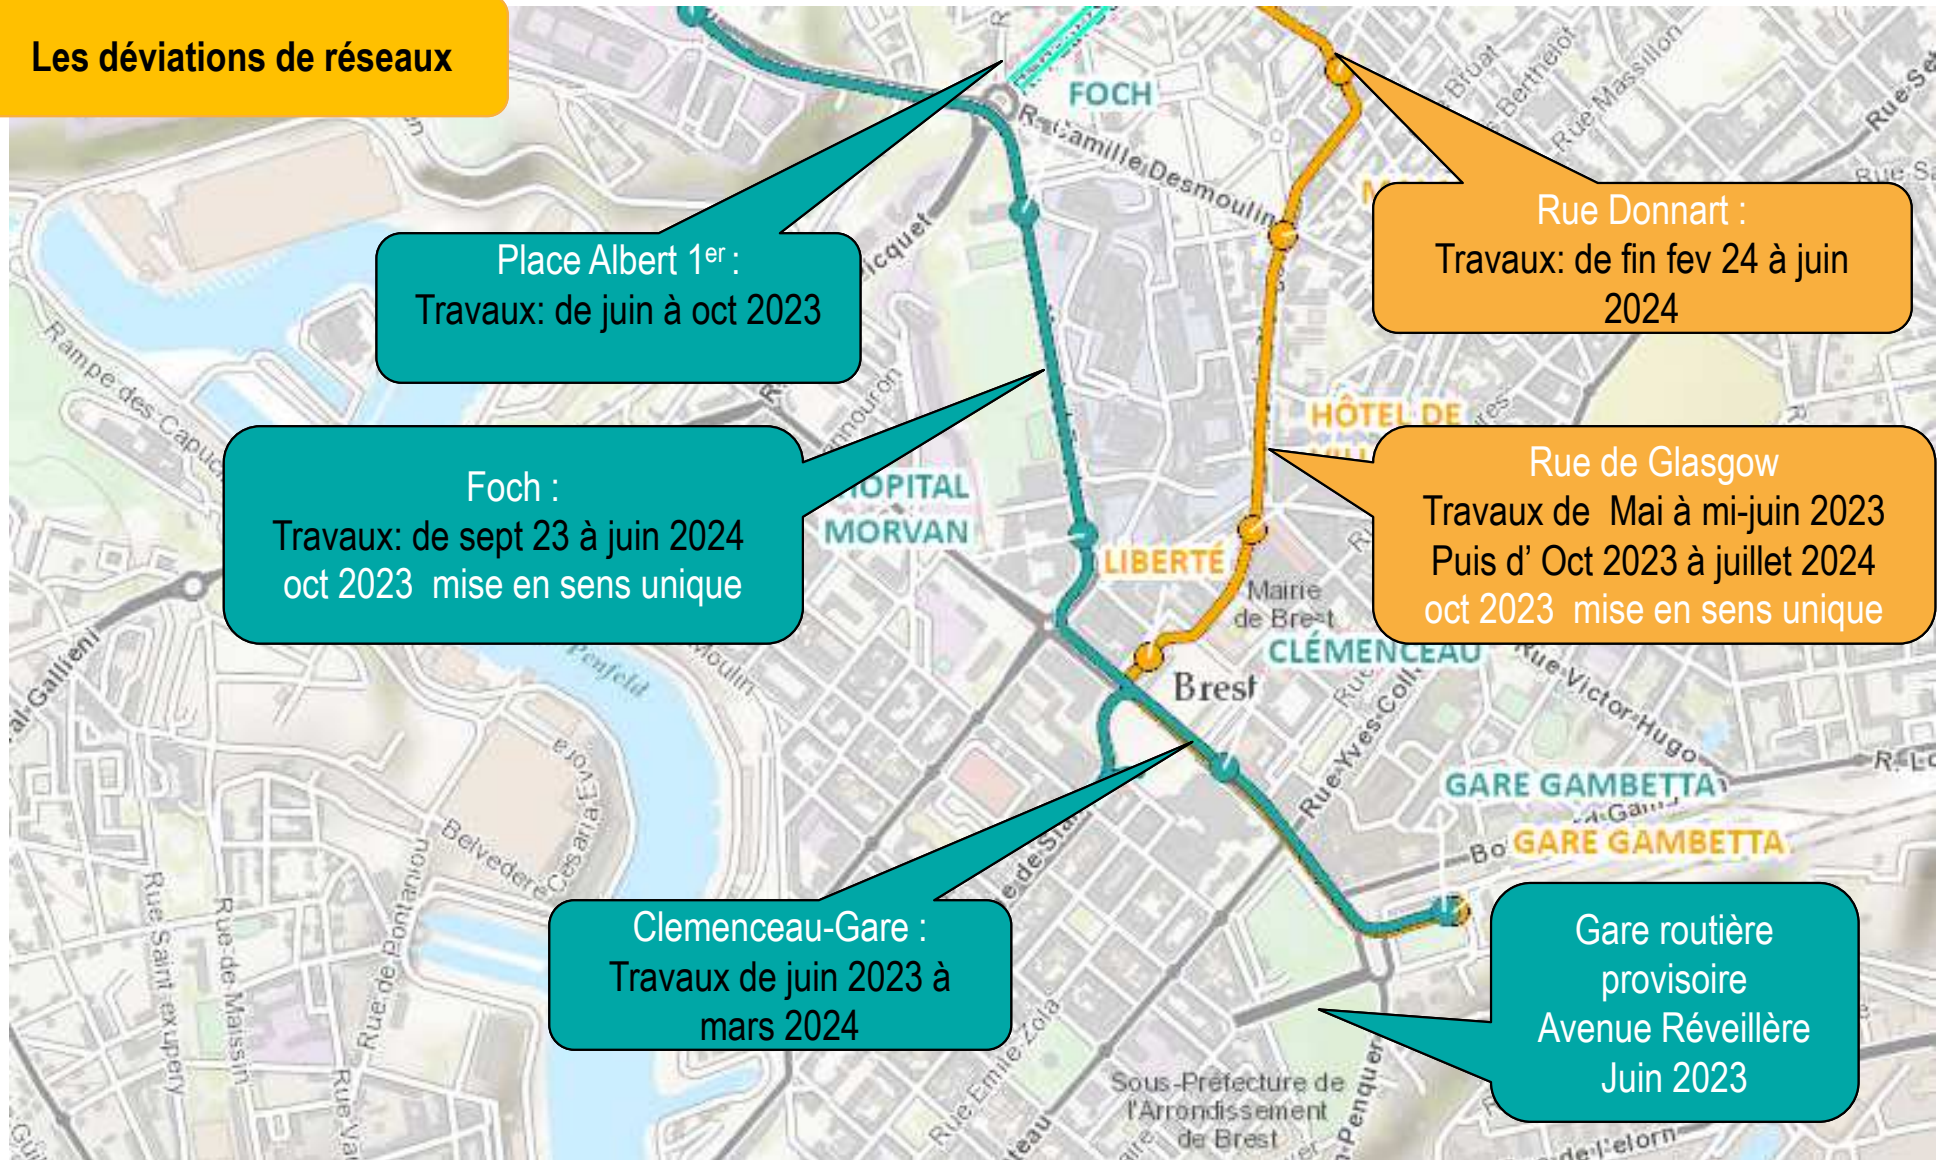 Les déviations de réseaux
FOCH
R. Camille Desmoulin
Rue Massillon
Place Albert 1er :
Travaux: de juin à oct 2023
Rue Donnart :
Travaux: de fin fev 24 à juin
2024
Rampe des Capuc
HÔTEL DE
Foch :
Travaux: de sept 23 à juin 2024
oct 2023  mise en sens unique
HOPITAL
MORVAN
LIBERTÉ
Rue de Glasgow
Travaux de  Mai à mi-juin 2023
Puis d' Oct 2023 à juillet 2024
oct 2023  mise en sens unique
Mairie
de Brest
CLÉMENCEAU
Brest
Penfeld
Moulin
Rue Victor Hugo
Rue Yves Coll
GARE GAMBETTA
GARE GAMBETTA
Belvedere Cesaria Evora
Rue Saint exupery
Rue de Maissin
Rue de Pontaniou
Clemenceau-Gare :
Travaux de juin 2023 à
mars 2024
Gare routière
provisoire
Avenue Réveillère
Juin 2023
Rue Emile Zola
Sous-Préfecture de
l'Arrondissement
de Brest